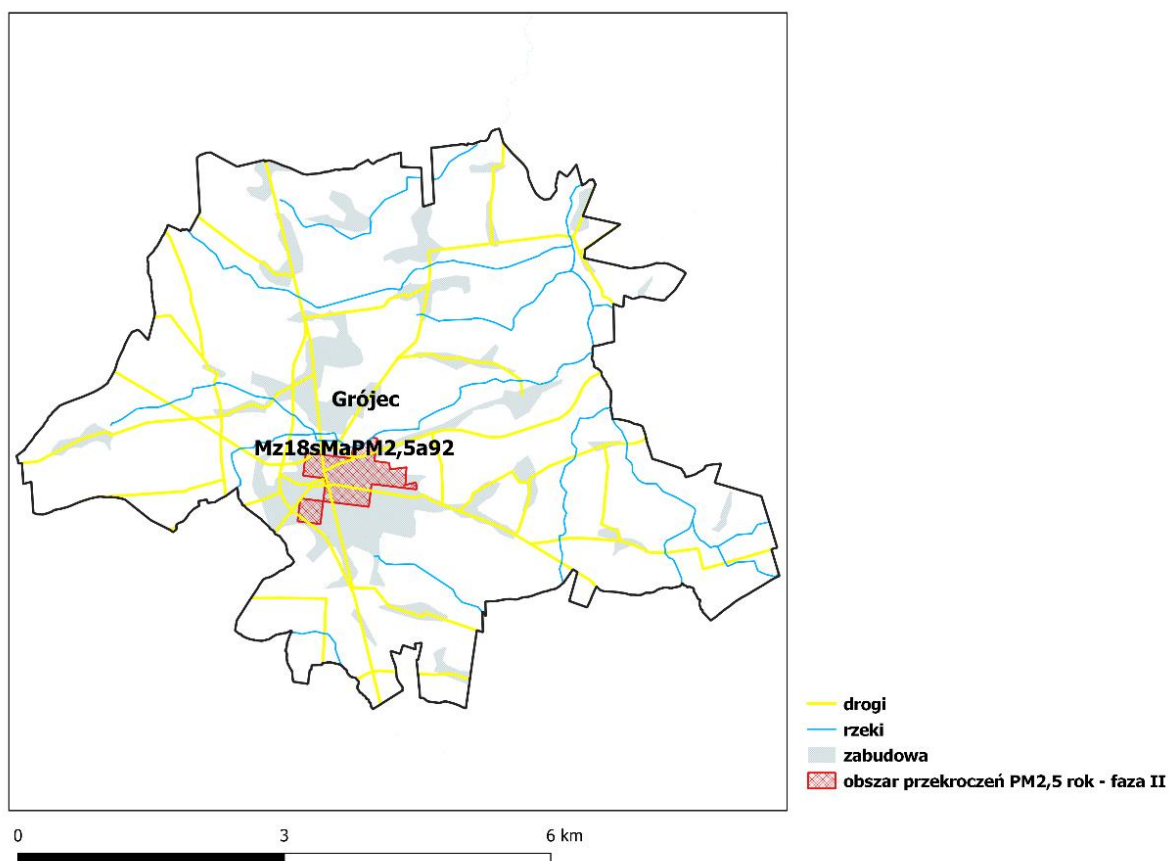 Grójec
Mz18sMaPM2,5a92
drogi
rzeki
zabudowa
obszar przekroczeń PM2,5 rok - faza II
0 3 6 km